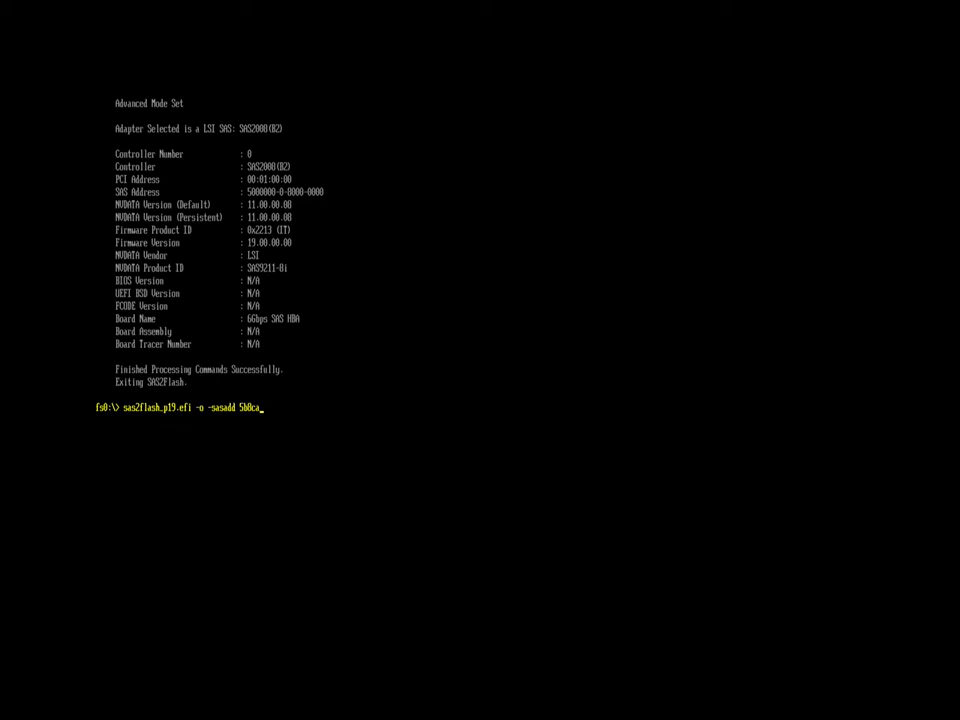 Advanced Mode Set
Adapter Selected is a LSI SAS: SAS2008(B2)
Controller Number : 0
Controller : SAS2008(B2)
PCI Address : 00:01:00:00
SAS Address : 5000000-0-8000-0000
NVDATA Version (Default) : 11.00.00.08
NVDATA Version (Persistent) : 11.00.00.08
Firmware Product ID : 0x2213 (IT)
Firmware Version : 19.00.00.00
NVDATA Vendor : LSI
NVDATA Product ID : SAS9211-8i
BIOS Version : N/A
UEFI BSD Version : N/A
FCODE Version : N/A
Board Name : 6Gbps SAS HBA
Board Assembly : N/A
Board Tracer Number : N/A
Finished Processing Commands Successfully.
Exiting SAS2Flash.
fs0:\> sas2flash_p19.efi -o -sasadd 5b8ca_